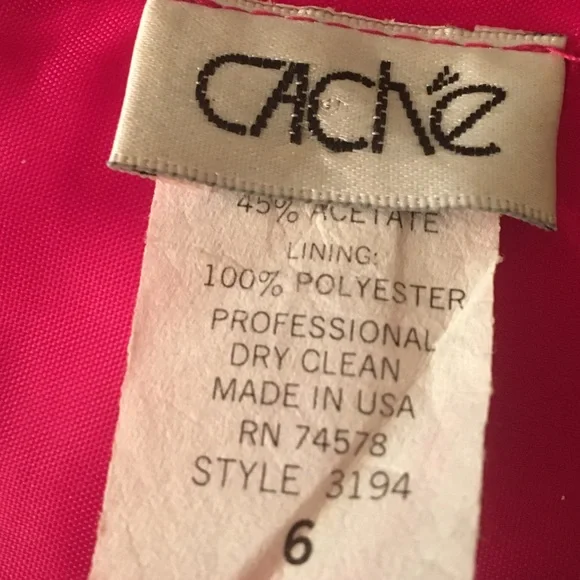 CAChé
45% ACETATE
LINING:
100% POLYESTER
PROFESSIONAL
DRY CLEAN
MADE IN USA
RN 74578
STYLE 3194
6